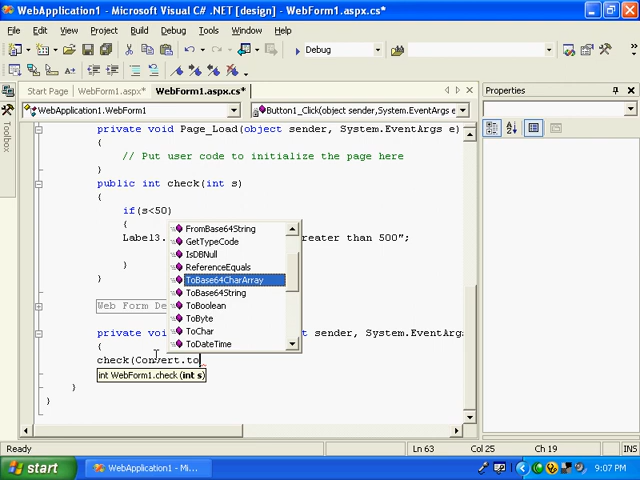 WebApplication1 - Microsoft Visual C# .NET [design] - WebForm1.aspx.cs*
File Edit View Project Build Debug Tools Window Help
Debug
Start Page WebForm1.aspx* WebForm1.aspx.cs*
WebApplication1.WebForm1 Button1_Click(object sender,System.EventArgs e)
Toolbox
private void Page_Load(object sender, System.EventArgs e)
{
// Put user code to initialize the page here
}
public int check(int s)
{
if(s<50)
{
Label3. reater than 500";
}
}
FromBase64String
GetTypeCode
IsDBNull
ReferenceEquals
ToBase64CharArray
ToBase64String
ToBoolean
ToByte
ToChar
ToDateTime
Web Form De
private voi t sender, System.EventArgs
{
check(Convert.to
int WebForm1.check (int s)
}
}
Properties
Ready Ln 63 Col 25 Ch 19 INS
start WebApplication1 - Mi... 9:07 PM